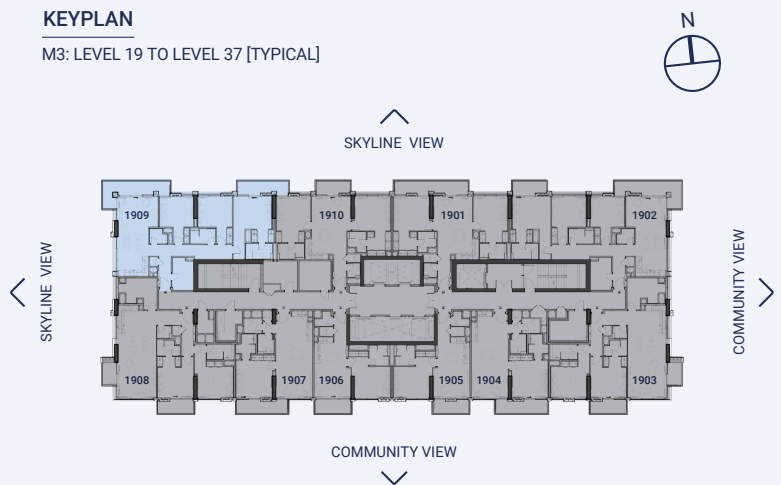 KEYPLAN
M3: LEVEL 19 TO LEVEL 37 [TYPICAL]
N
SKYLINE VIEW
1909
1910
1901
1902
SKYLINE VIEW
COMMUNITY VIEW
1908
1907
1906
1905
1904
1903
COMMUNITY VIEW